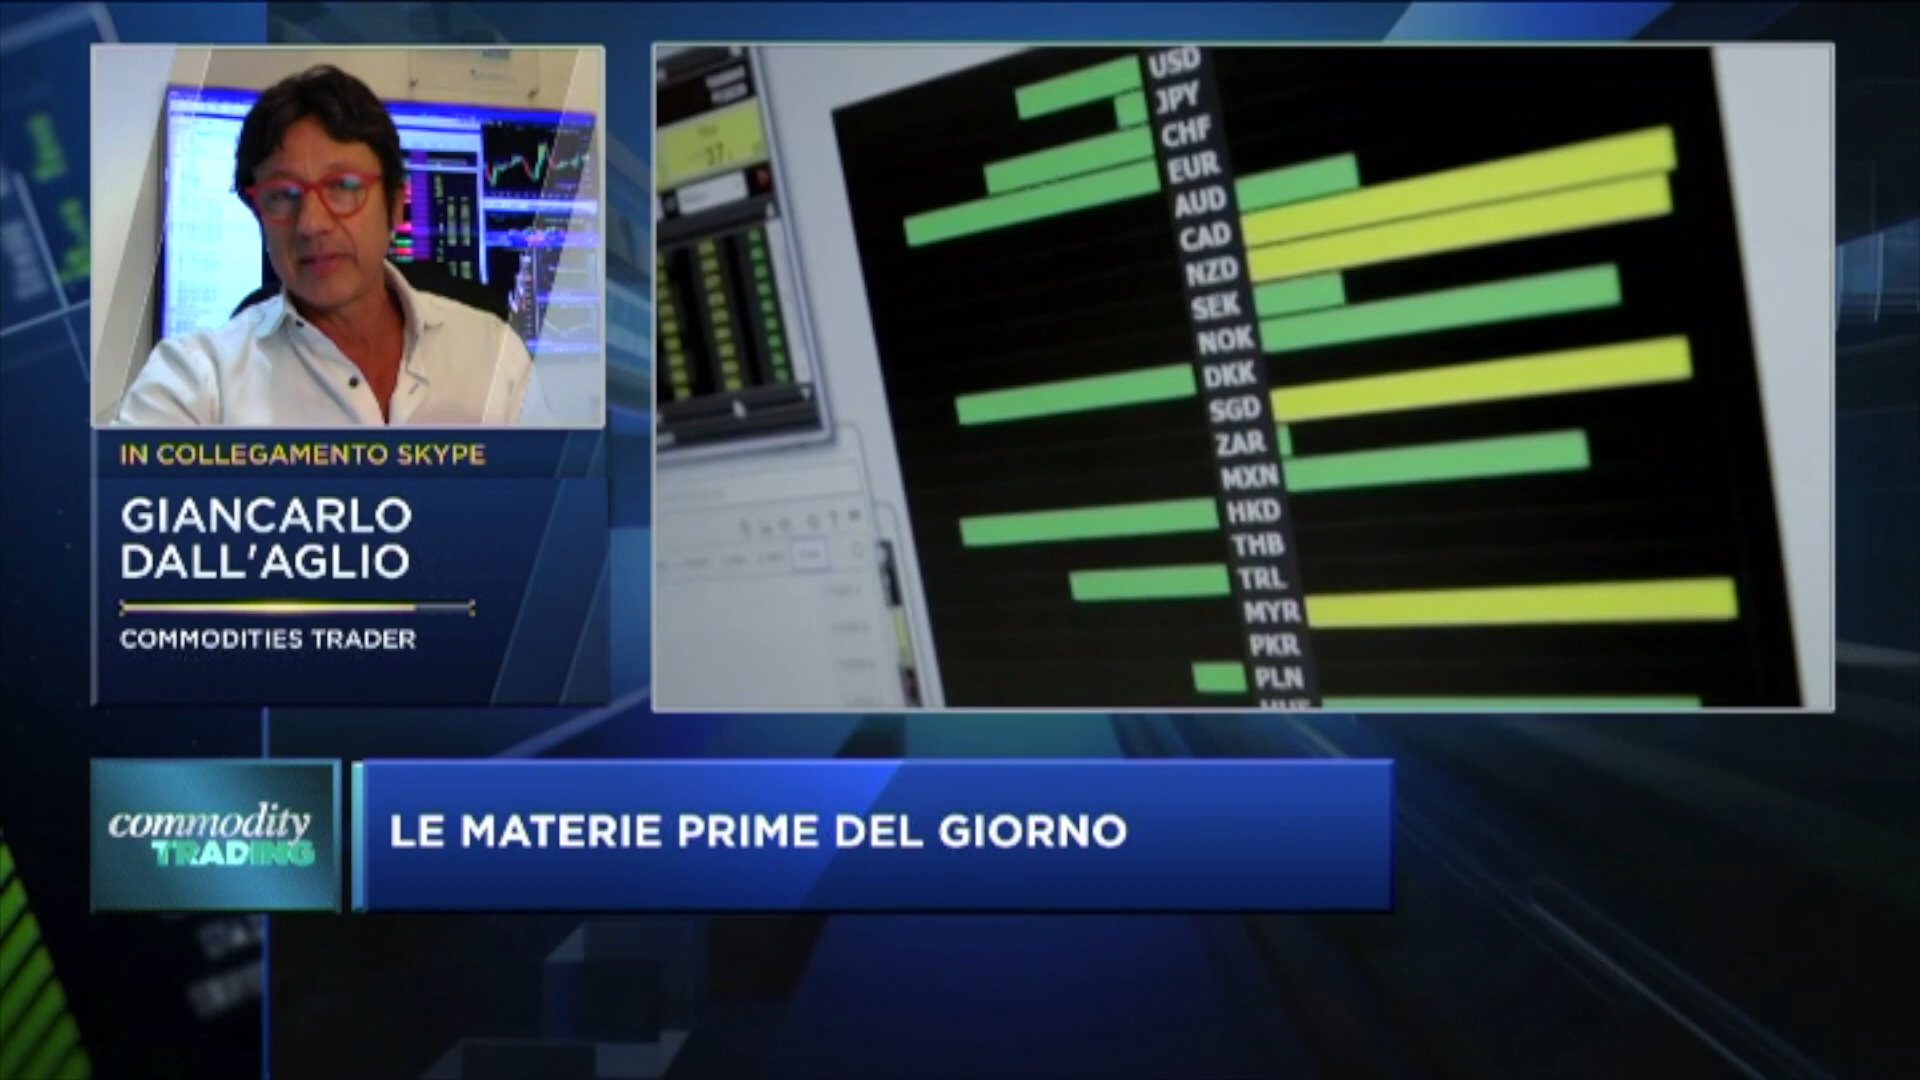 IN COLLEGAMENTO SKYPE
GIANCARLO
DALL'AGLIO
COMMODITIES TRADER
USD
JPY
CHF
EUR
AUD
CAD
NZD
SEK
NOK
DKK
SGD
ZAR
MXN
HKD
THB
TRL
MYR
PKR
PLN
commodity
TRADING
LE MATERIE PRIME DEL GIORNO